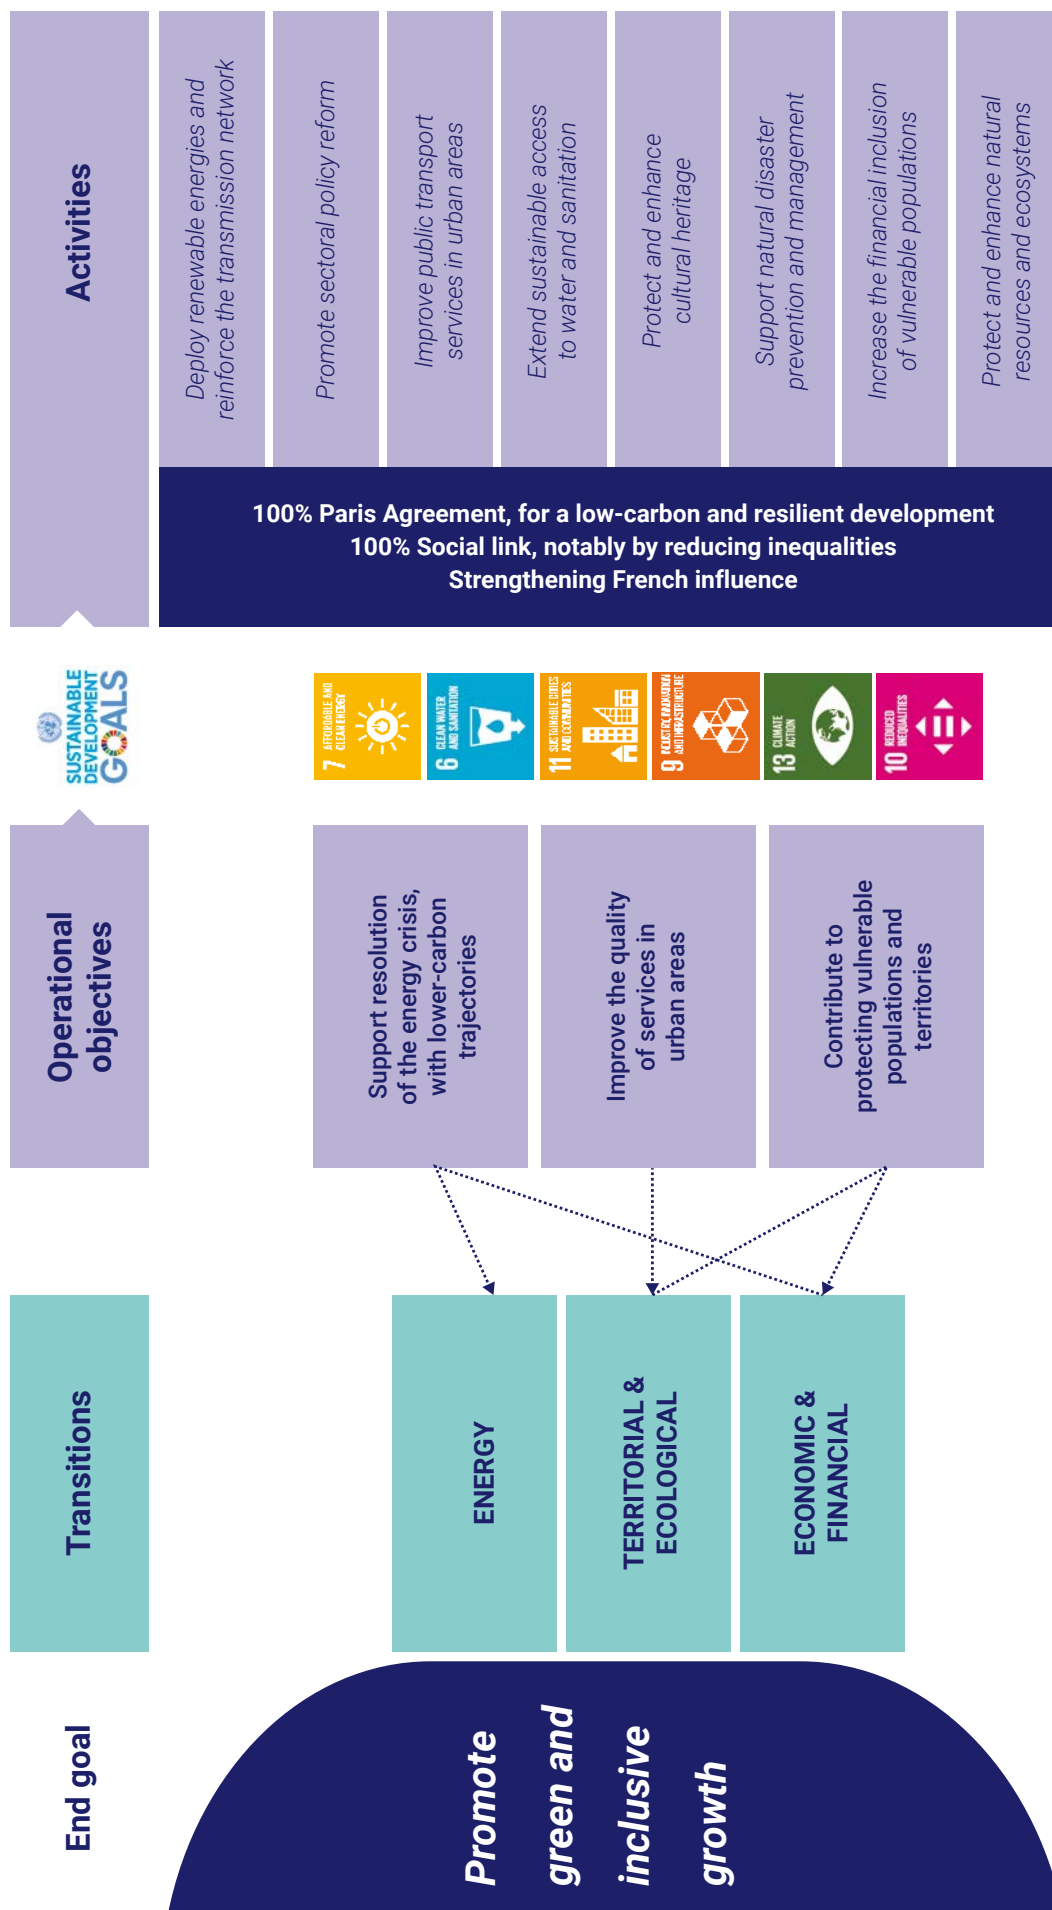 End goal
Promote
green and
inclusive
growth
Transitions
ENERGY
TERRITORIAL &
ECOLOGICAL
ECONOMIC &
FINANCIAL
Operational
objectives
Support resolution
of the energy crisis,
with lower-carbon
trajectories
Improve the quality
of services in
urban areas
Contribute to
protecting vulnerable
populations and
territories
SUSTAINABLE
DEVELOPMENT
GOALS
7 AFFORDABLE AND
CLEAN ENERGY
6 CLEAN WATER
AND SANITATION
11 SUSTAINABLE CITIES
AND COMMUNITIES
9 INDUSTRY, INNOVATION
AND INFRASTRUCTURE
13 CLIMATE
ACTION
10 REDUCED
INEQUALITIES
Activities
100% Paris Agreement, for a low-carbon and resilient development
100% Social link, notably by reducing inequalities
Strengthening French influence
Deploy renewable energies and
reinforce the transmission network
Promote sectoral policy reform
Improve public transport
services in urban areas
Extend sustainable access
to water and sanitation
Protect and enhance
cultural heritage
Support natural disaster
prevention and management
Increase the financial inclusion
of vulnerable populations
Protect and enhance natural
resources and ecosystems